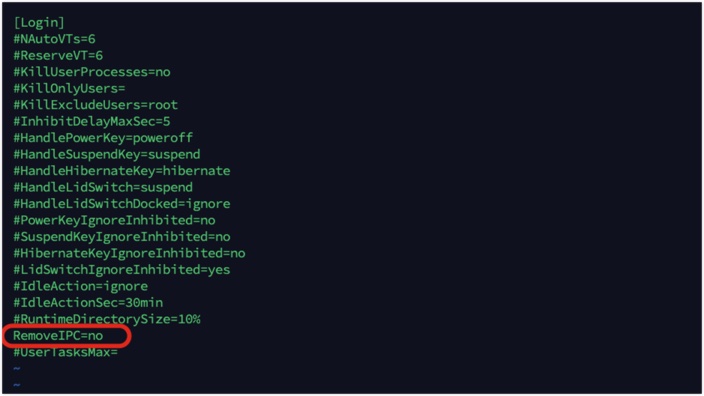 [Login]
#NAutoVTs=6
#ReserveVT=6
#KillUserProcesses=no
#KillOnlyUsers=
#KillExcludeUsers=root
#InhibitDelayMaxSec=5
#HandlePowerKey=poweroff
#HandleSuspendKey=suspend
#HandleHibernateKey=hibernate
#HandleLidSwitch=suspend
#HandleLidSwitchDocked=ignore
#PowerKeyIgnoreInhibited=no
#SuspendKeyIgnoreInhibited=no
#HibernateKeyIgnoreInhibited=no
#LidSwitchIgnoreInhibited=yes
#IdleAction=ignore
#IdleActionSec=30min
#RuntimeDirectorySize=10%
RemoveIPC=no
#UserTasksMax=
~
~